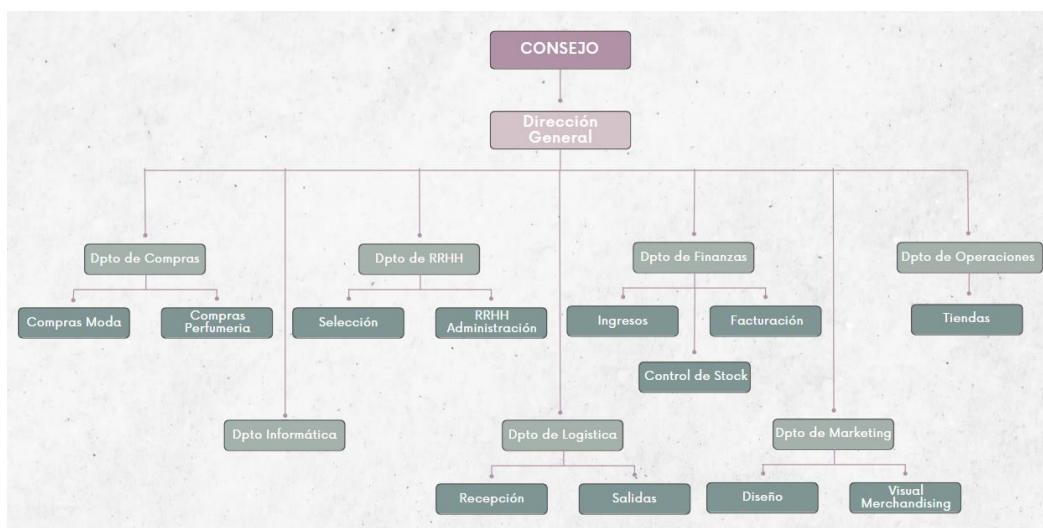 CONSEJO
Dirección
General
Dpto de Compras
Dpto de RRHH
Dpto de Finanzas
Dpto de Operaciones
Compras Moda
Compras
Perfumeria
Selección
RRHH
Administración
Ingresos
Facturación
Tiendas
Control de Stock
Dpto Informática
Dpto de Logistica
Dpto de Marketing
Recepción
Salidas
Diseño
Visual
Merchandising